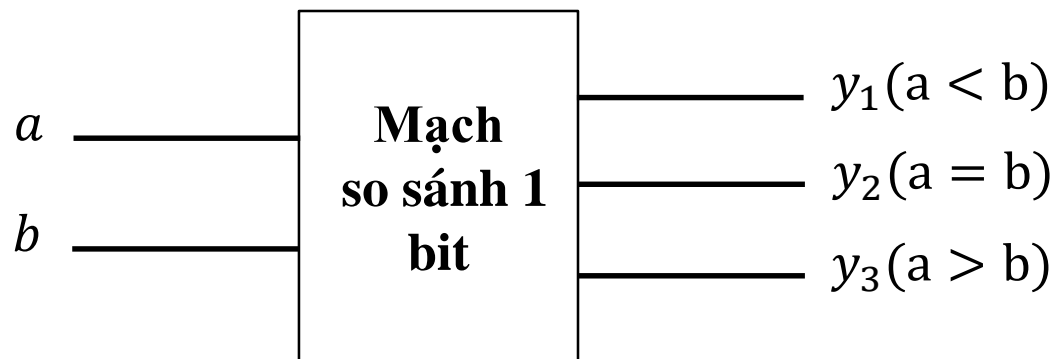 a
b
Mạch
so sánh 1
bit
y₁(a < b)
y₂(a = b)
y₃(a > b)